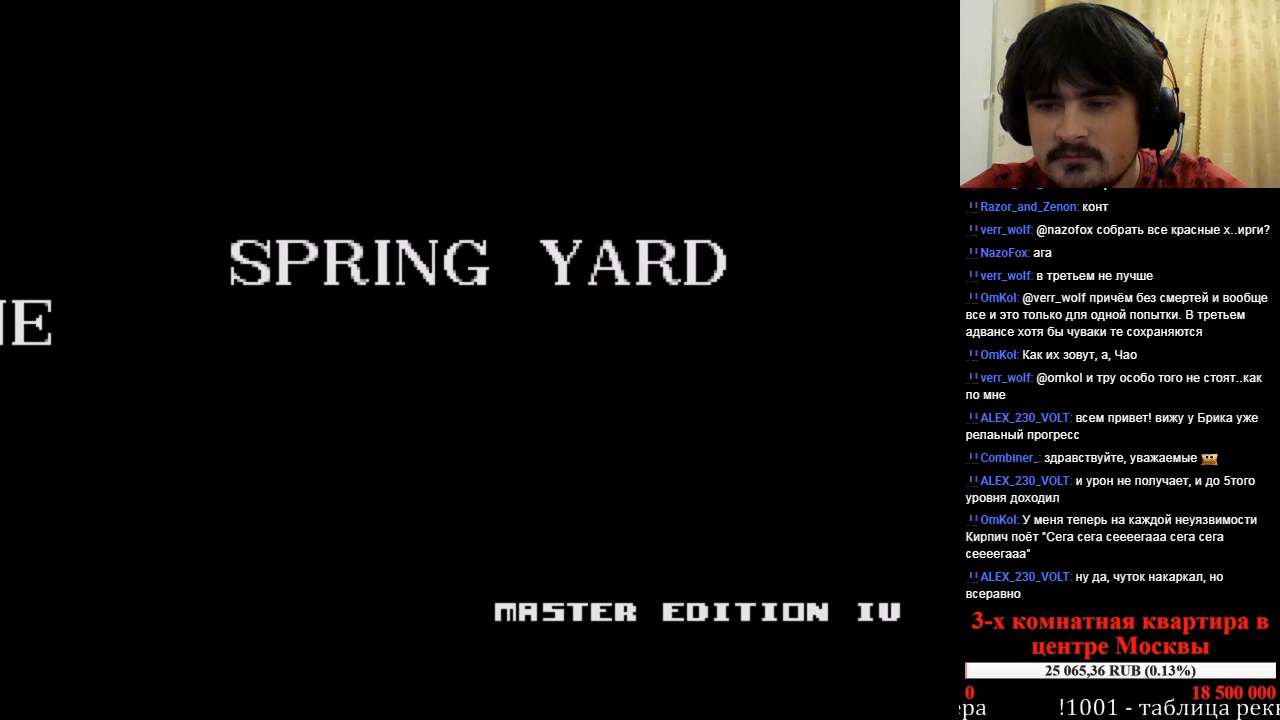 SPRING YARD
NE
MASTER EDITION IV
Razor_and_Zenon: конт
verr_wolf: @nazofox собрать все красные х..ирги?
NazoFox: ага
verr_wolf: в третьем не лучше
OmKol: @verr_wolf причём без смертей и вообще
все и это только для одной попытки. В третьем
адвансе хотя бы чуваки те сохраняются
OmKol: Как их зовут, а, Чао
verr_wolf: @omkol и тру особо того не стоят..как
по мне
ALEX_230_VOLT: всем привет! вижу у Брика уже
релаьный прогресс
Combiner_: здравствуйте, уважаемые
ALEX_230_VOLT: и урон не получает, и до 5того
уровня доходил
OmKol: У меня теперь на каждой неуязвимости
Кирпич поёт "Сега сега сеееегааа сега сега
сеееегааа"
ALEX_230_VOLT: ну да, чуток накаркал, но
всеравно
3-х комнатная квартира в
центре Москвы
25 065,36 RUB (0.13%)
0 18 500 000
ера !1001 - таблица рек